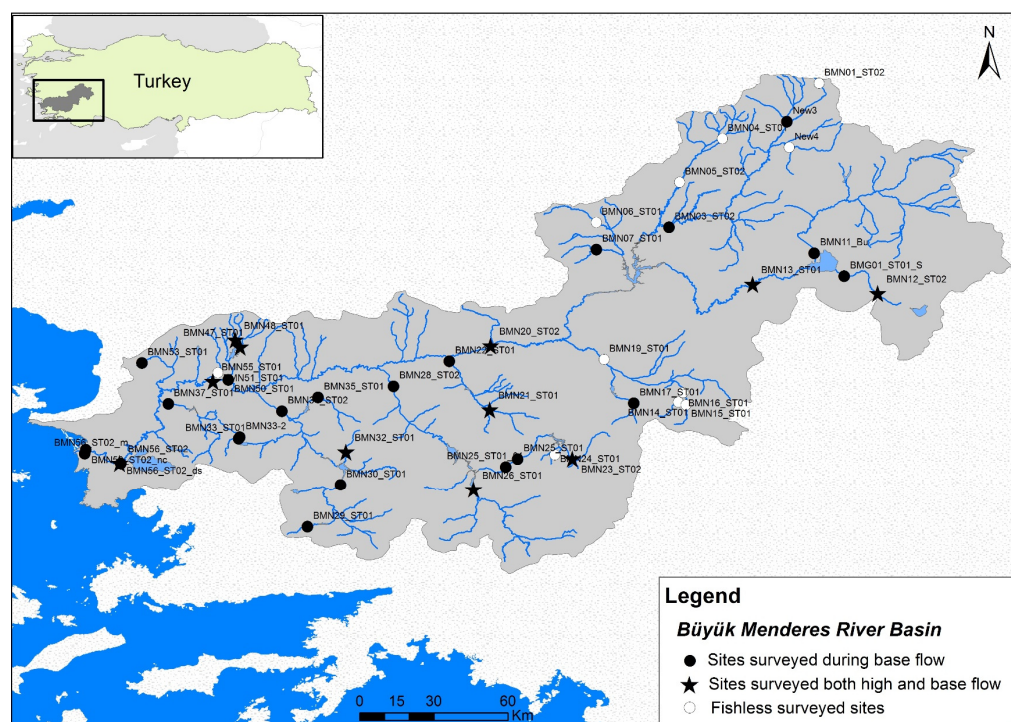 Turkey
N
BMN01_ST02
New3
BMN04_ST01
New4
BMN05_ST02
BMN06_ST01
BMN03_ST02
BMN07_ST01
BMN11_Bu
BMG01_ST01_S
BMN13_ST01
BMN12_ST02
BMN48_ST01
BMN47_ST01
BMN20_ST02
BMN53_ST01
BMN22_ST01
BMN19_ST01
BMN55_ST01
BMN51_ST01
BMN50_ST01
BMN35_ST01
BMN28_ST02
BMN37_ST01
BMN21_ST01
BMN17_ST01
BMN16_ST01
BMN14_ST01
BMN15_ST01
BMN33_ST01
BMN33-2
BMN32_ST01
BMN56_ST02_m
BMN56_ST02
BMN56_ST02_ds
BMN25_ST01
BMN25_ST01
BMN24_ST01
BMN23_ST02
BMN26_ST01
BMN30_ST01
BMN29_ST01
Legend
Büyük Menderes River Basin
Sites surveyed during base flow
Sites surveyed both high and base flow
Fishless surveyed sites
0 15 30 60
Km